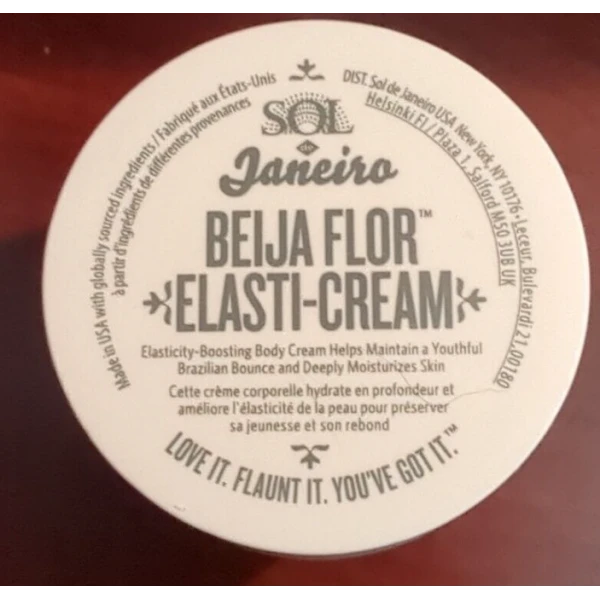 Made in USA with globally sourced ingredients / Fabriqué aux États-Unis
à partir d'ingrédients de différentes provenances
DIST. Sol de Janeiro USA New York, NY 10176 • Leceur, Bulevardi 21, 00180
Helsinki FI / Plaza 1, Salford M50 3UB UK
SOL
de
Janeiro
BEIJA FLOR™
ELASTI-CREAM
Elasticity-Boosting Body Cream Helps Maintain a Youthful
Brazilian Bounce and Deeply Moisturizes Skin
Cette crème corporelle hydrate en profondeur et
améliore l'élasticité de la peau pour préserver
sa jeunesse et son rebond
LOVE IT. FLAUNT IT. YOU'VE GOT IT.™